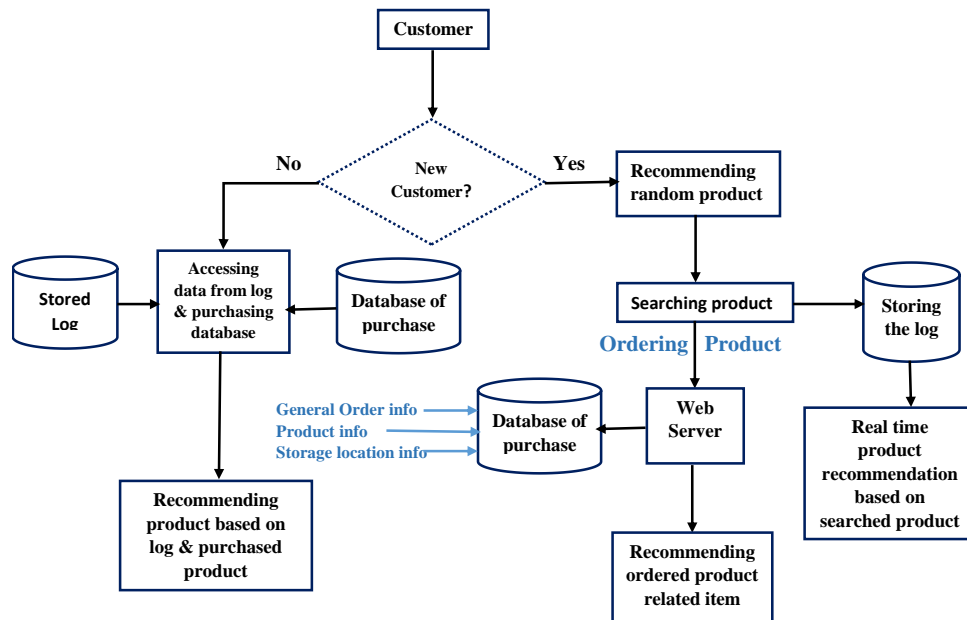 Customer
No
Yes
New
Customer?
Recommending
random product
Stored
Log
Accessing
data from log
& purchasing
database
Database of
purchase
Searching product
Storing
the log
Ordering Product
General Order info
Product info
Storage location info
Database of
purchase
Web
Server
Real time
product
recommendation
based on
searched product
Recommending
product based on
log & purchased
product
Recommending
ordered product
related item